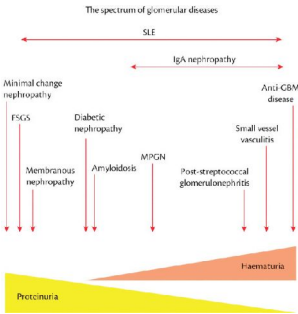 The spectrum of glomerular diseases
SLE
IgA nephropathy
Minimal change
nephropathy
Anti-GBM
disease
FSGS
Diabetic
nephropathy
Small vessel
vasculitis
MPGN
Membranous
nephropathy
Amyloidosis
Post-streptococcal
glomerulonephritis
Haematuria
Proteinuria